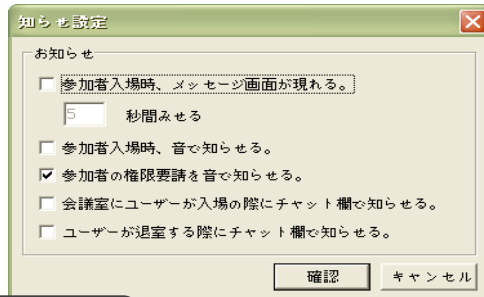 知らせ設定
お知らせ
参加者入場時、メッセージ画面が現れる。
5 秒間みせる
参加者入場時、音で知らせる。
参加者の権限要請を音で知らせる。
会議室にユーザーが入場の際にチャット欄で知らせる。
ユーザーが退室する際にチャット欄で知らせる。
確認 キャンセル